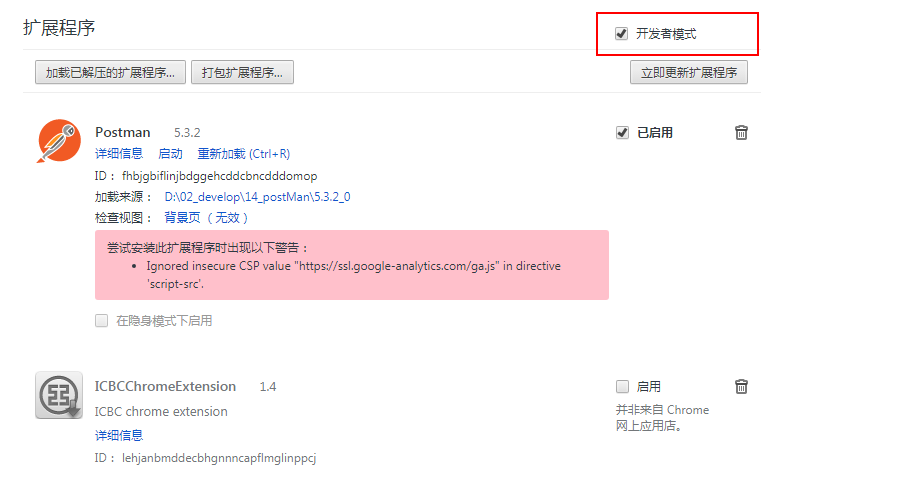 扩展程序
开发者模式
加载已解压的扩展程序...
打包扩展程序...
立即更新扩展程序
Postman 5.3.2
已启用
详细信息 启动 重新加载 (Ctrl+R)
ID： fhbjgbiflinjbdggehcddcbncdddomop
加载来源： D:\02_develop\14_postMan\5.3.2_0
检查视图： 背景页 （无效）
尝试安装此扩展程序时出现以下警告：
Ignored insecure CSP value "https://ssl.google-analytics.com/ga.js" in directive
'script-src'.
在隐身模式下启用
ICBCChromeExtension 1.4
启用
ICBC chrome extension
并非来自 Chrome
网上应用店。
详细信息
ID： lehjanbmddecbhgnnncapflmglinppcj